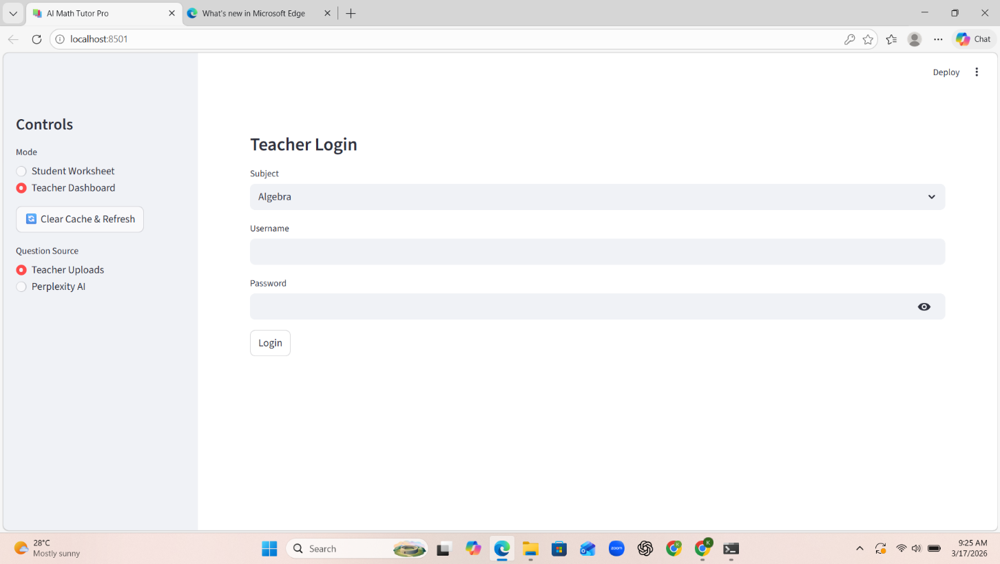 AI Math Tutor Pro
What's new in Microsoft Edge
localhost:8501
Chat
Deploy
Controls
Mode
Student Worksheet
Teacher Dashboard
Clear Cache & Refresh
Question Source
Teacher Uploads
Perplexity AI
Teacher Login
Subject
Algebra
Username
Password
Login
28°C
Mostly sunny
Search
zoom
K
K
9:25 AM
3/17/2026